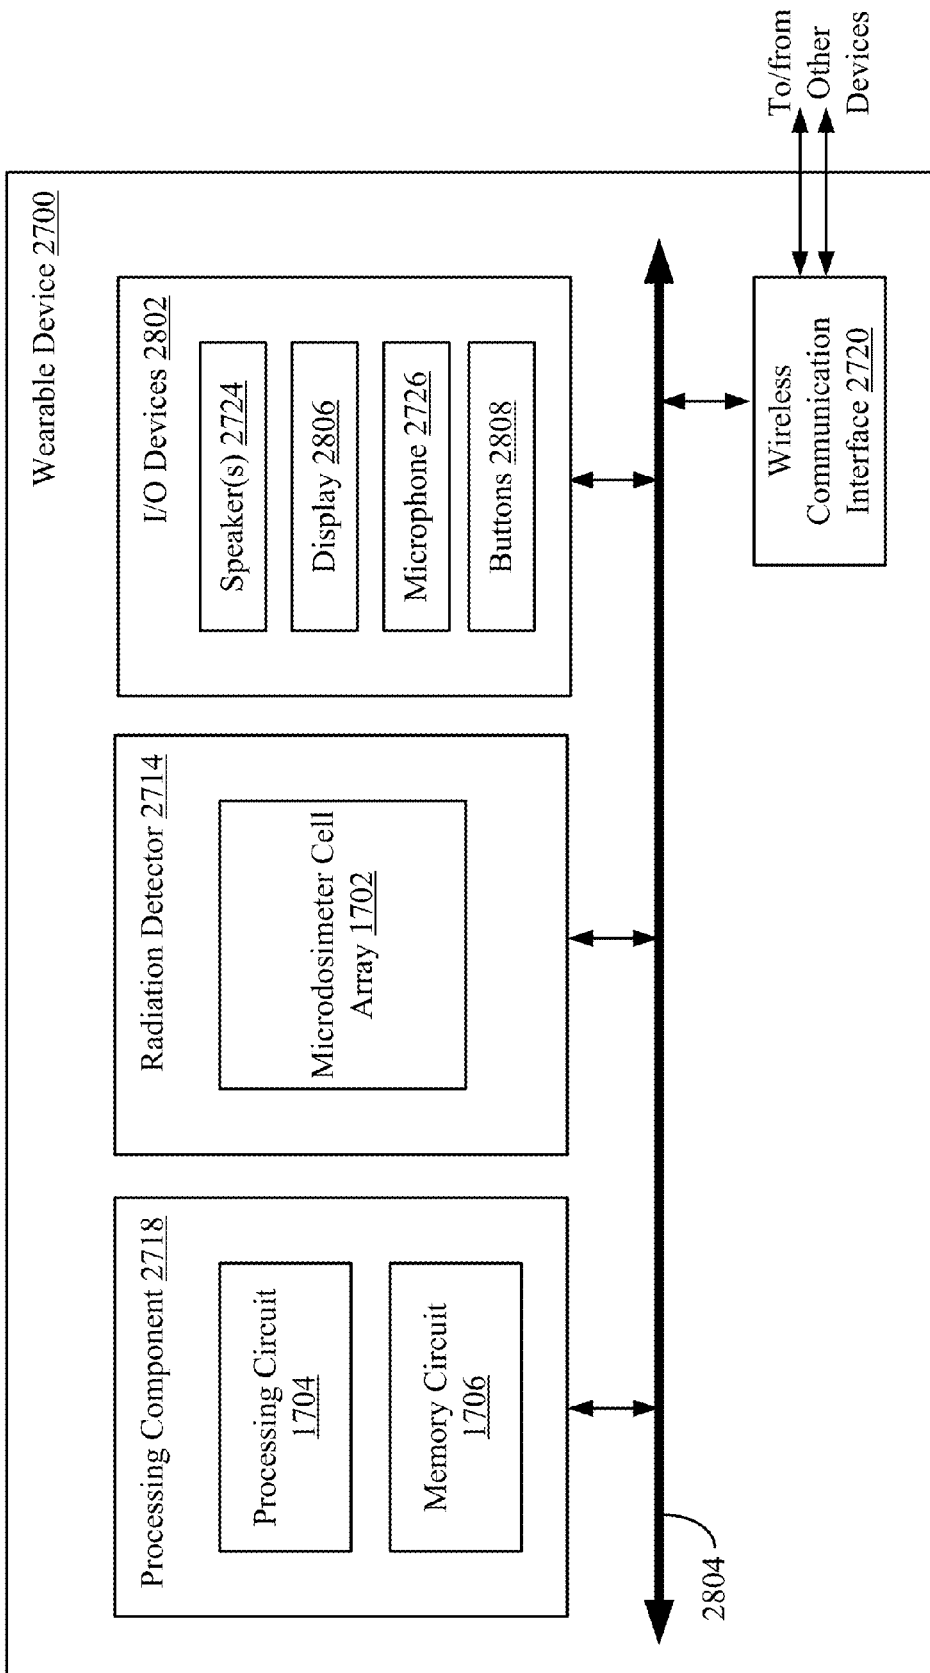 Wearable Device 2700
Processing Component 2718
Processing Circuit
1704
Memory Circuit
1706
Radiation Detector 2714
Microdosimeter Cell
Array 1702
I/O Devices 2802
Speaker(s) 2724
Display 2806
Microphone 2726
Buttons 2808
2804
Wireless
Communication
Interface 2720
To/from
Other
Devices